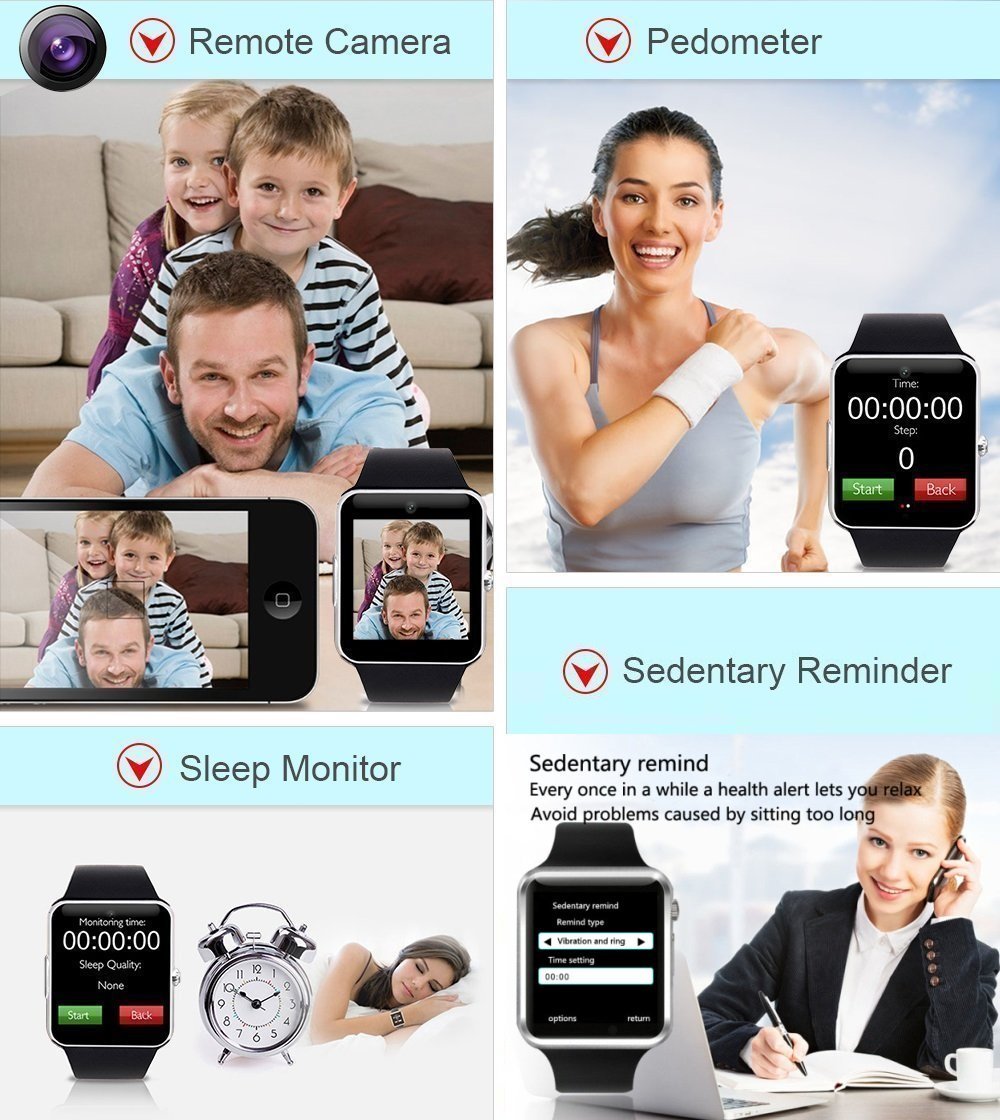 Remote Camera
Pedometer
Time:
00:00:00
Step:
0
Start Back
Sedentary Reminder
Sleep Monitor
Monitoring time:
00:00:00
Sleep Quality:
None
Start Back
12
1
2
3
4
5
6
7
8
9
10
11
Sedentary remind
Every once in a while a health alert lets you relax
Avoid problems caused by sitting too long
Sedentary remind
Remind type
Vibration and ring
Time setting
00:00
options return